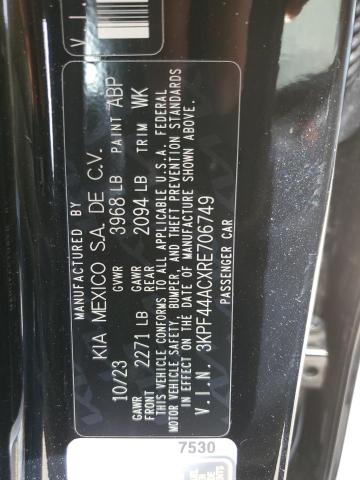 MANUFACTURED BY
KIA MEXICO S.A. DE C.V.
10/23 GVWR 3968 LB PAINT ABP
GAWR FRONT 2271 LB GAWR REAR 2094 LB TRIM WK
THIS VEHICLE CONFORMS TO ALL APPLICABLE U.S.A. FEDERAL
MOTOR VEHICLE SAFETY, BUMPER, AND THEFT PREVENTION STANDARDS
IN EFFECT ON THE DATE OF MANUFACTURE SHOWN ABOVE.
V.I.N. 3KPF44ACXRE706749
PASSENGER CAR
V.I.
7530